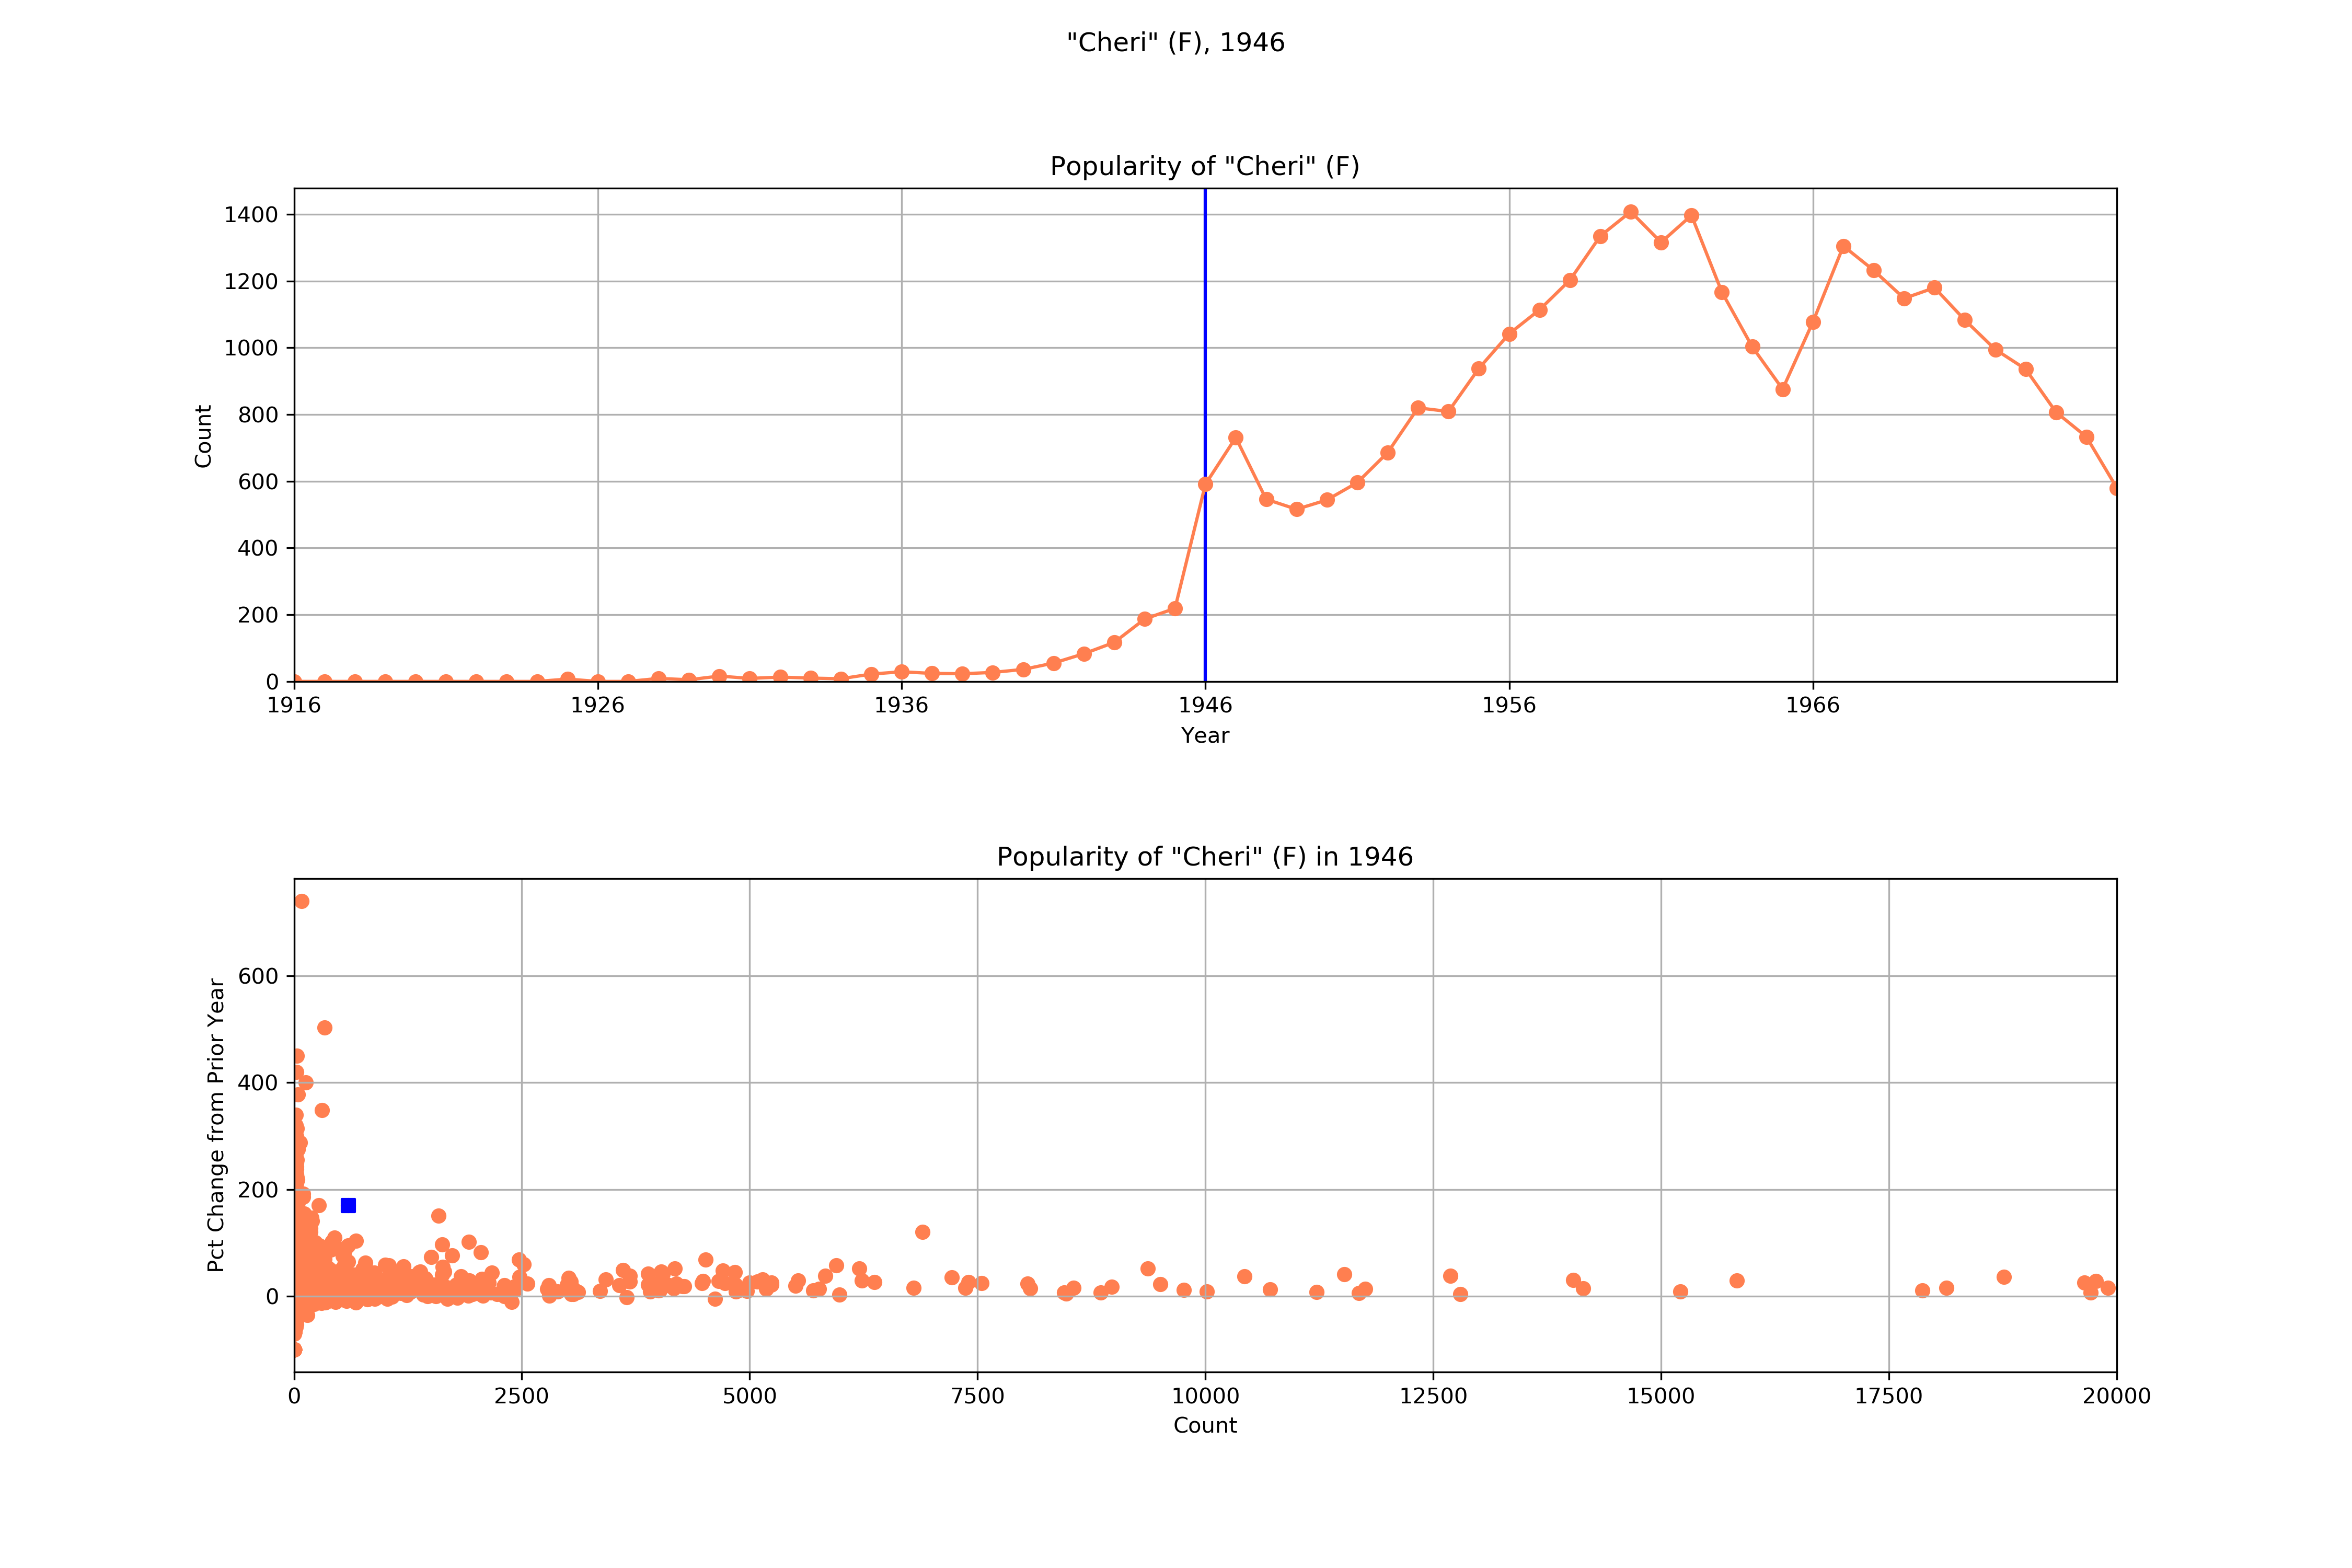 "Cheri" (F), 1946
Popularity of "Cheri" (F)
1400
1200
1000
800
600
400
200
0
Count
1916 1926 1936 1946 1956 1966
Year
Popularity of "Cheri" (F) in 1946
600
400
200
0
Pct Change from Prior Year
0 2500 5000 7500 10000 12500 15000 17500 20000
Count